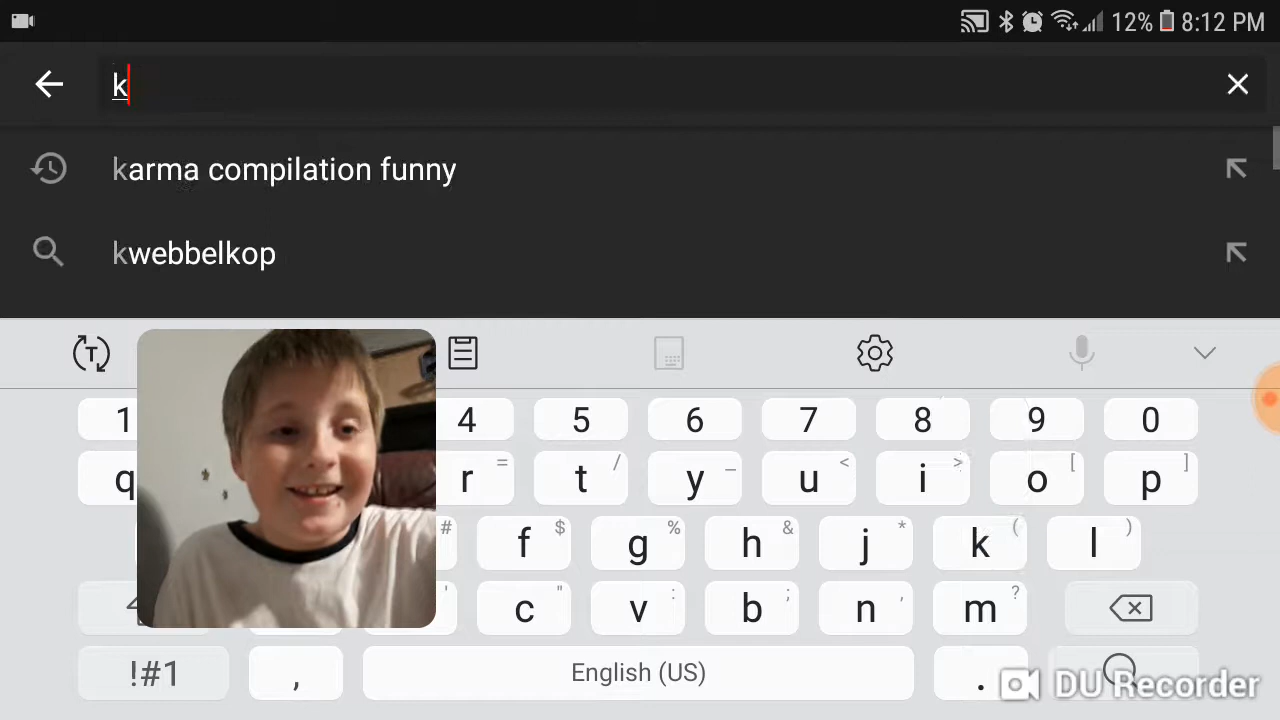 12% 8:12 PM
k
karma compilation funny
kwebbelkop
T
1 4 5 6 7 8 9 0
q r = t / y – u < i > o [ p ]
# f $ g % h & j * k ( l )
' c " v : b ; n , m ?
!#1 , English (US) .
DU Recorder